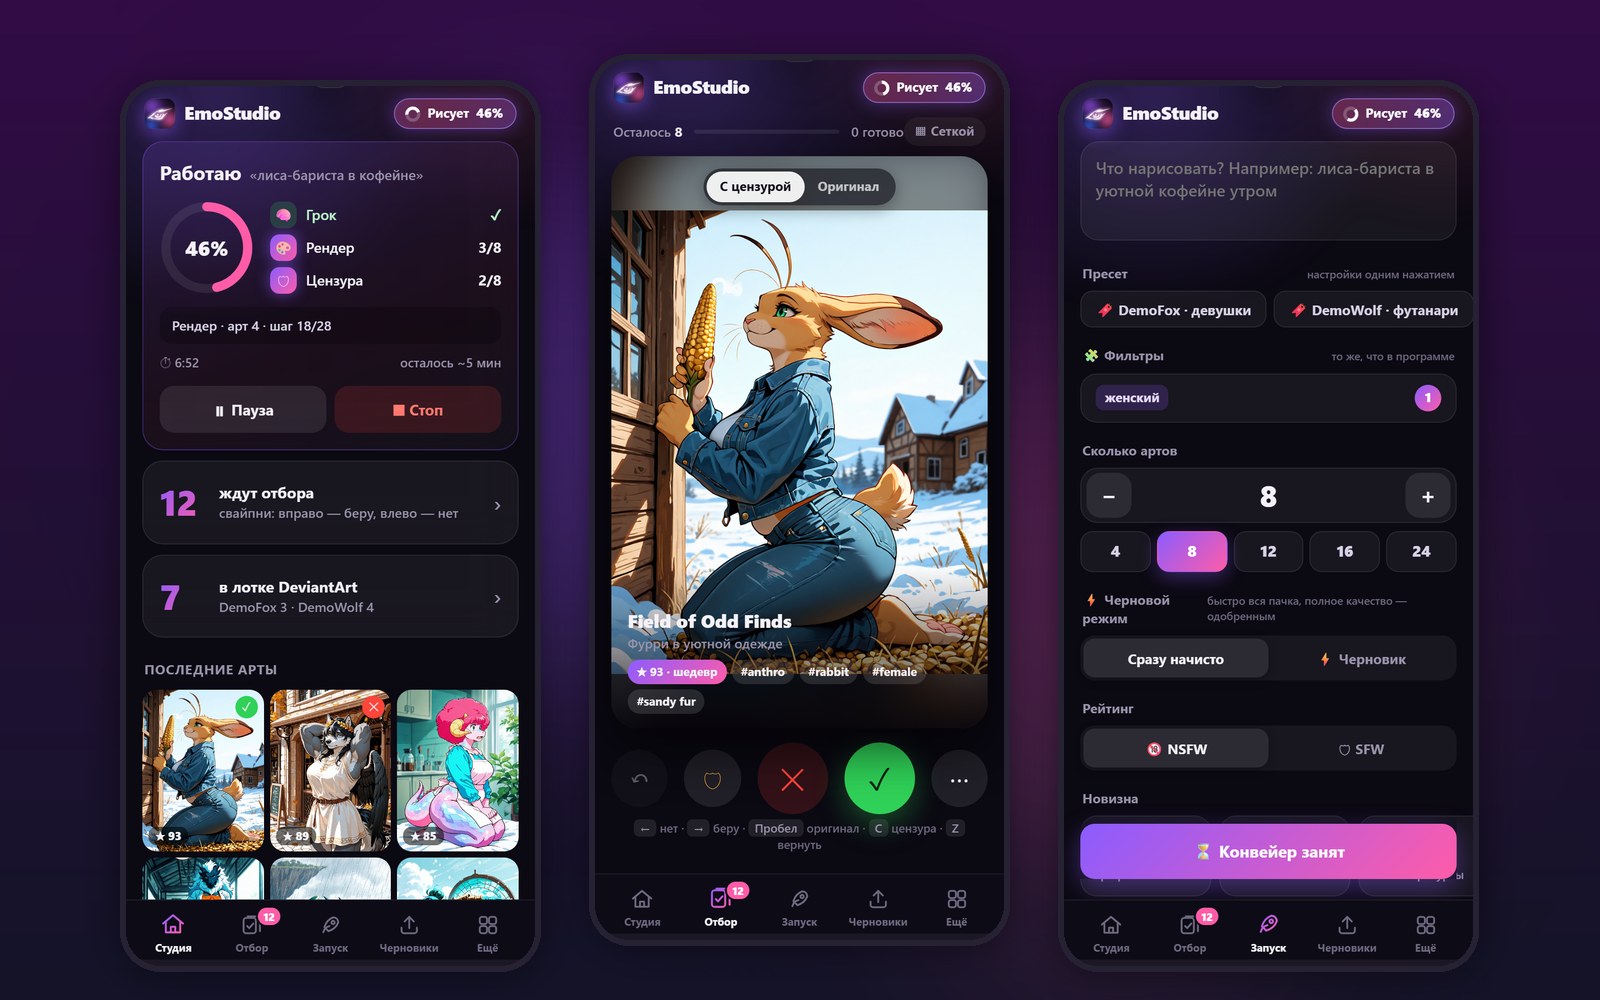 EmoStudio
Рисует 46%
Работаю «лиса-бариста в кофейне»
46%
Грок ✓
Рендер 3/8
Цензура 2/8
Рендер · арт 4 · шаг 18/28
6:52
осталось ~5 мин
Пауза
Стоп
12
ждут отбора
свайпни: вправо — беру, влево — нет
7
в лотке DeviantArt
DemoFox 3 · DemoWolf 4
ПОСЛЕДНИЕ АРТЫ
★ 93
★ 89
★ 85
Студия
12
Отбор
Запуск
Черновики
Ещё
EmoStudio
Рисует 46%
Осталось 8
0 готово
Сеткой
С цензурой
Оригинал
Field of Odd Finds
Фурри в уютной одежде
★ 93 · шедевр #anthro #rabbit #female
#sandy fur
← нет · → беру · Пробел оригинал · C цензура · Z
вернуть
Студия
12
Отбор
Запуск
Черновики
Ещё
EmoStudio
Рисует 46%
Что нарисовать? Например: лиса-бариста в
уютной кофейне утром
Пресет
настройки одним нажатием
DemoFox · девушки
DemoWolf · футанари
Фильтры
то же, что в программе
женский
1
Сколько артов
− 8 +
4 8 12 16 24
Черновой
режим
быстро вся пачка, полное качество —
одобренным
Сразу начисто
Черновик
Рейтинг
NSFW
SFW
Новизна
Конвейер занят
Студия
12
Отбор
Запуск
Черновики
Ещё